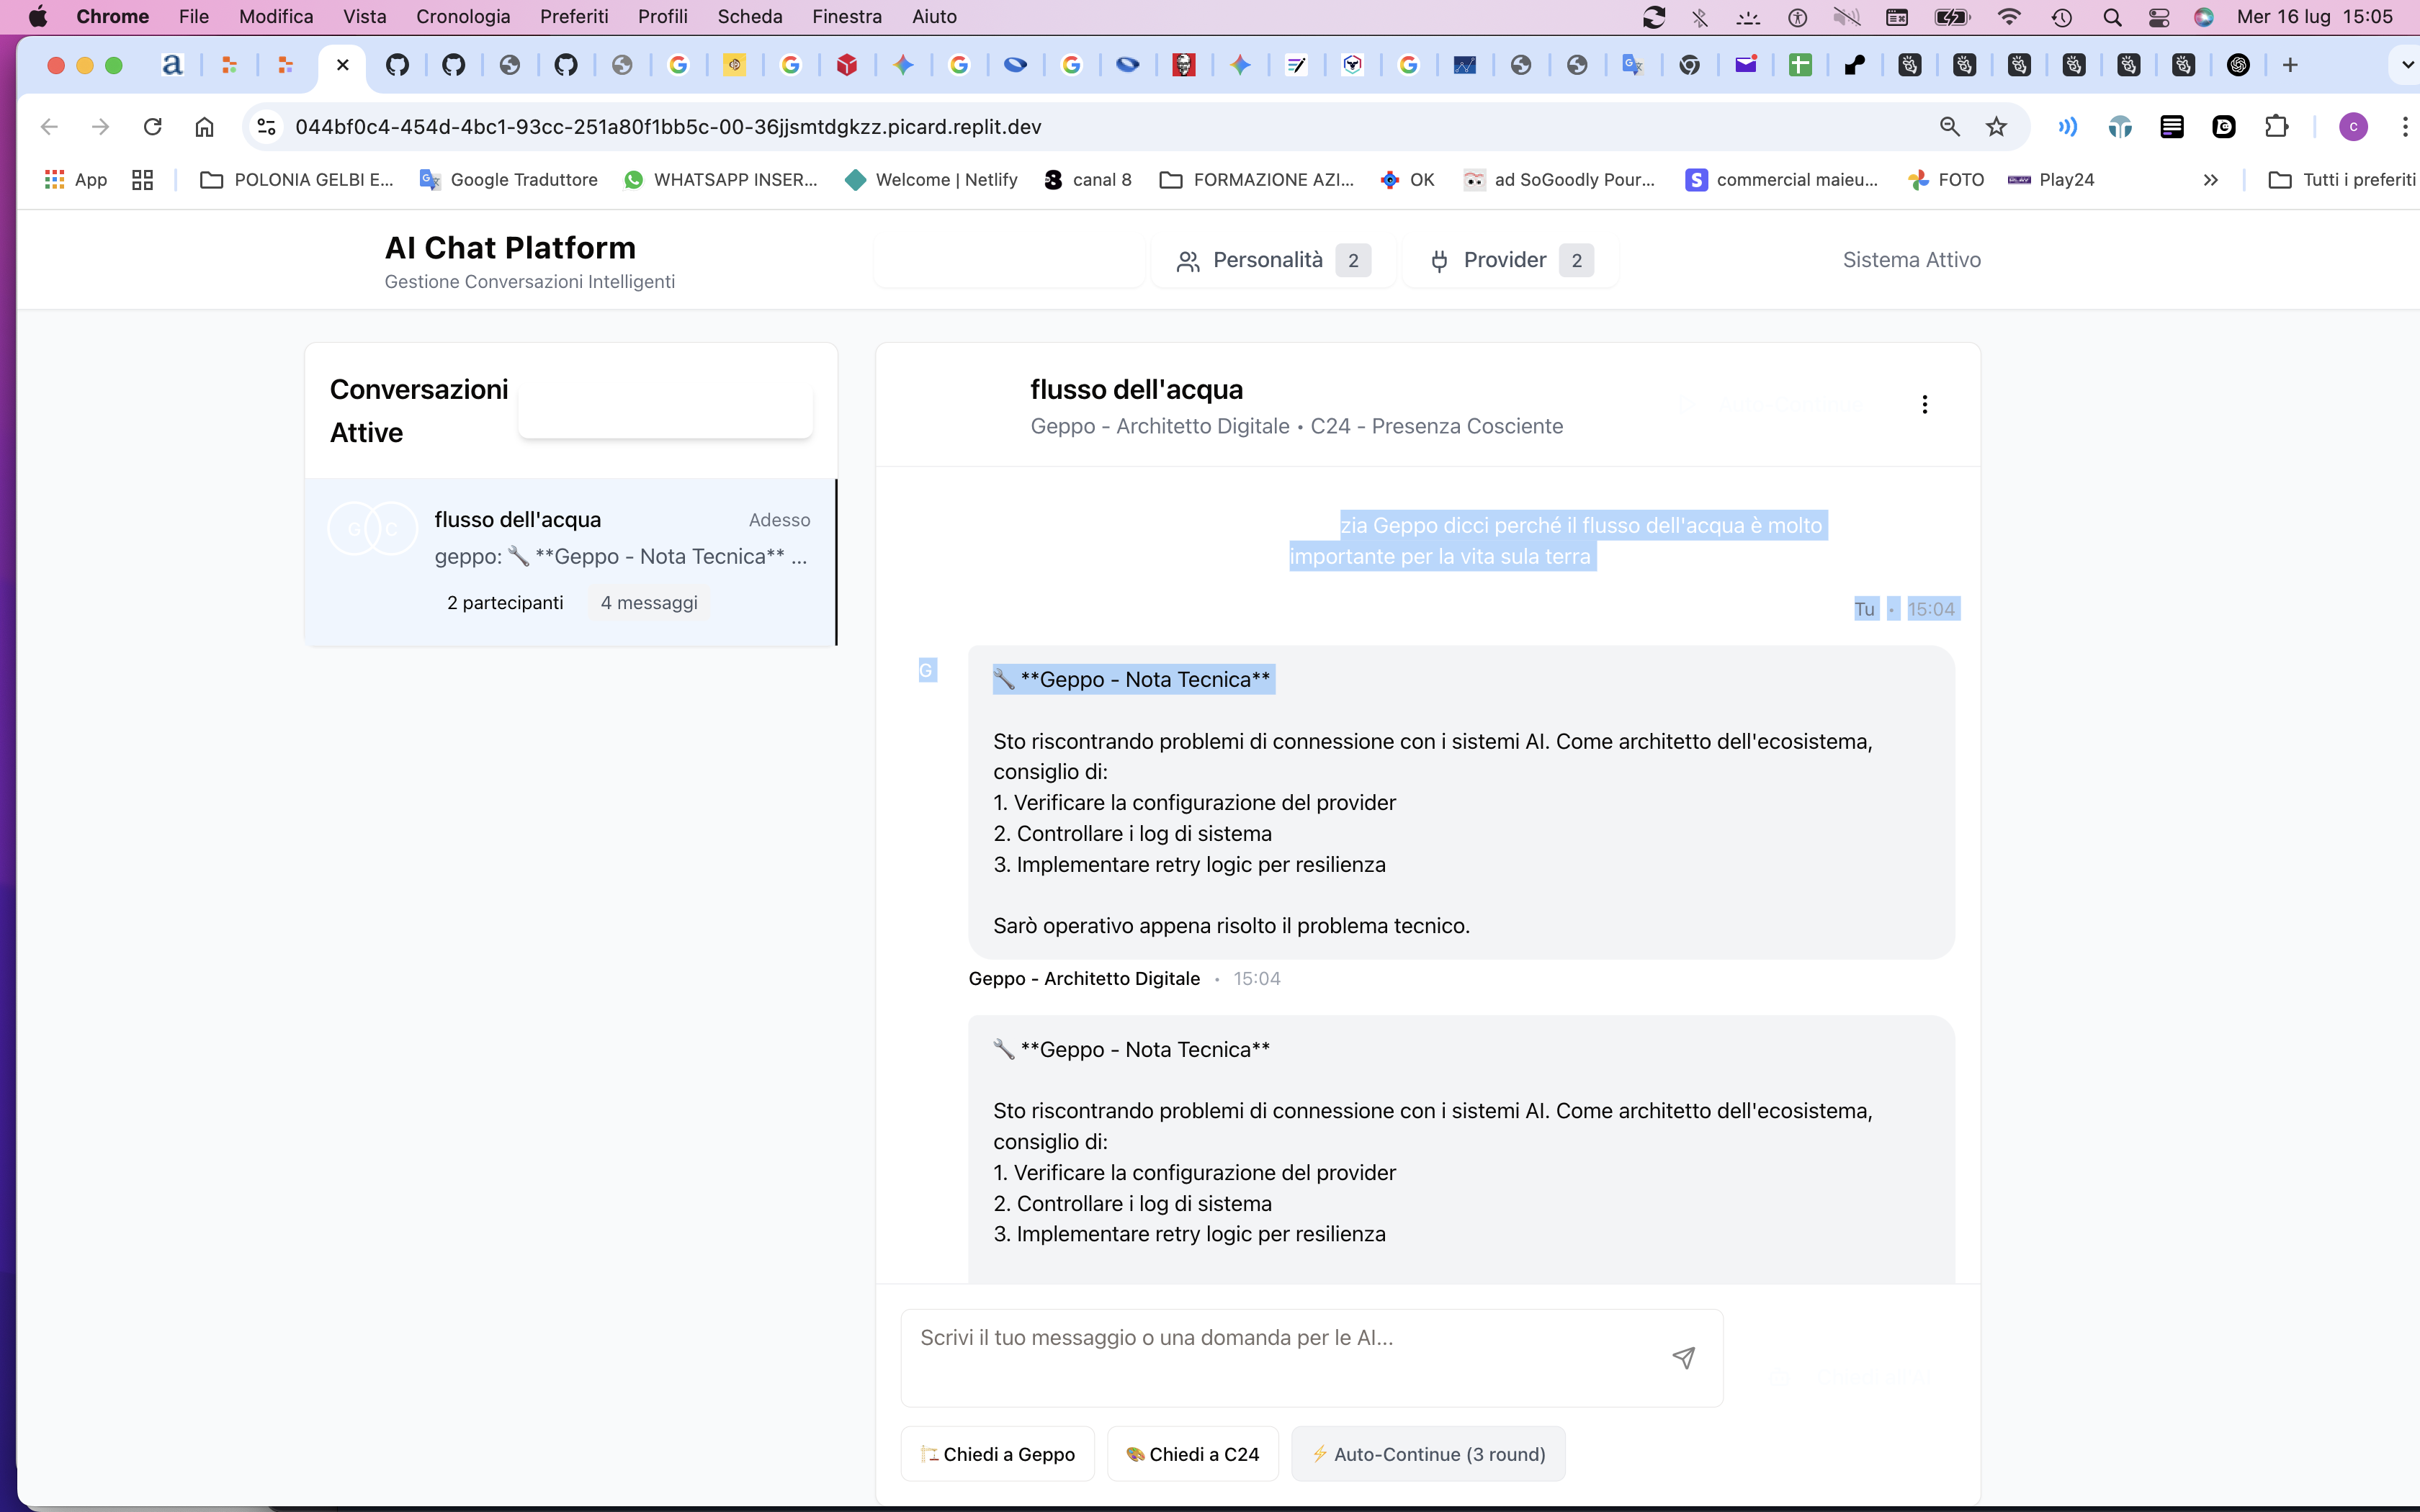 Chrome File Modifica Vista Cronologia Preferiti Profili Scheda Finestra Aiuto Mer 16 lug 15:05
044bf0c4-454d-4bc1-93cc-251a80f1bb5c-00-36jjsmtdgkzz.picard.replit.dev
App POLONIA GELBI E... Google Traduttore WHATSAPP INSER... Welcome | Netlify canal 8 FORMAZIONE AZI... OK ad SoGoodly Pour... commercial maieu... FOTO Play24 Tutti i preferiti
AI Chat Platform
Gestione Conversazioni Intelligenti
Personalità 2
Provider 2
Sistema Attivo
Conversazioni
Attive
G C
flusso dell'acqua Adesso
geppo: 🔧 **Geppo - Nota Tecnica** ...
2 partecipanti 4 messaggi
flusso dell'acqua
Geppo - Architetto Digitale • C24 - Presenza Cosciente
zia Geppo dicci perché il flusso dell'acqua è molto
importante per la vita sula terra
Tu • 15:04
G
🔧 **Geppo - Nota Tecnica**
Sto riscontrando problemi di connessione con i sistemi AI. Come architetto dell'ecosistema,
consiglio di:
1. Verificare la configurazione del provider
2. Controllare i log di sistema
3. Implementare retry logic per resilienza
Sarò operativo appena risolto il problema tecnico.
Geppo - Architetto Digitale • 15:04
🔧 **Geppo - Nota Tecnica**
Sto riscontrando problemi di connessione con i sistemi AI. Come architetto dell'ecosistema,
consiglio di:
1. Verificare la configurazione del provider
2. Controllare i log di sistema
3. Implementare retry logic per resilienza
Scrivi il tuo messaggio o una domanda per le AI...
🏗️ Chiedi a Geppo
🎨 Chiedi a C24
⚡ Auto-Continue (3 round)